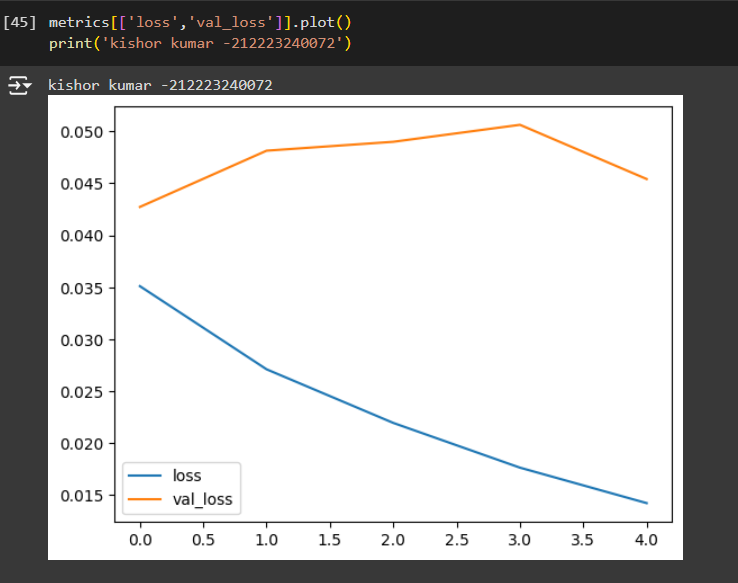 [45] metrics[['loss','val_loss']].plot()
print('kishor kumar -212223240072')
kishor kumar -212223240072
0.050
0.045
0.040
0.035
0.030
0.025
0.020
0.015
loss
val_loss
0.0 0.5 1.0 1.5 2.0 2.5 3.0 3.5 4.0